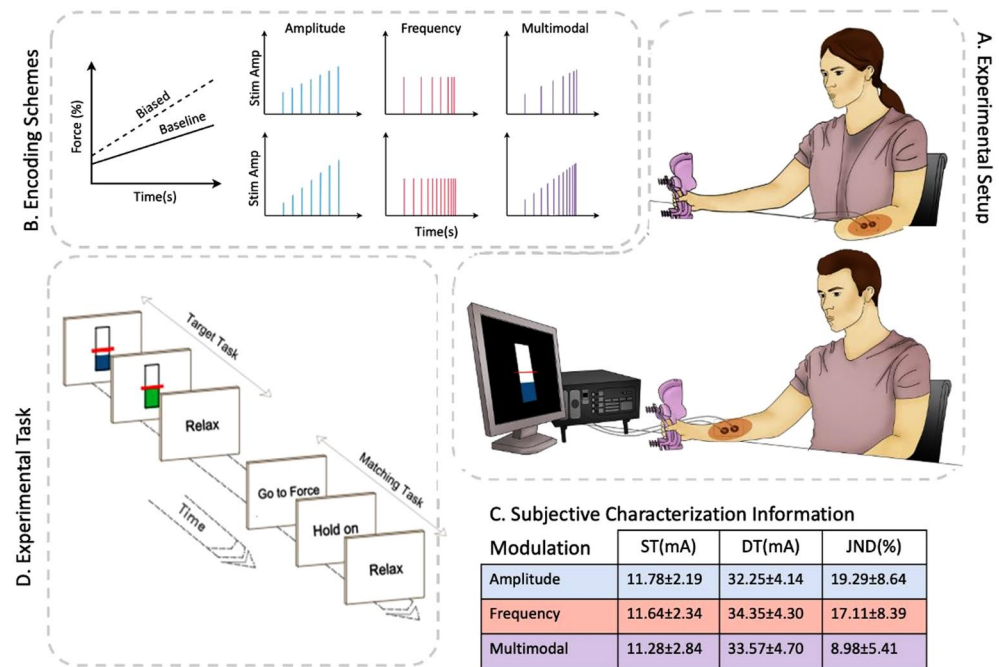 B. Encoding Schemes
Force (%)
Biased
Baseline
Time(s)
Amplitude
Frequency
Multimodal
Stim Amp
Stim Amp
Time(s)
A. Experimental Setup
D. Experimental Task
Target Task
Relax
Matching Task
Go to Force
Hold on
Relax
Time
C. Subjective Characterization Information
Modulation ST(mA) DT(mA) JND(%)
Amplitude 11.78±2.19 32.25±4.14 19.29±8.64
Frequency 11.64±2.34 34.35±4.30 17.11±8.39
Multimodal 11.28±2.84 33.57±4.70 8.98±5.41